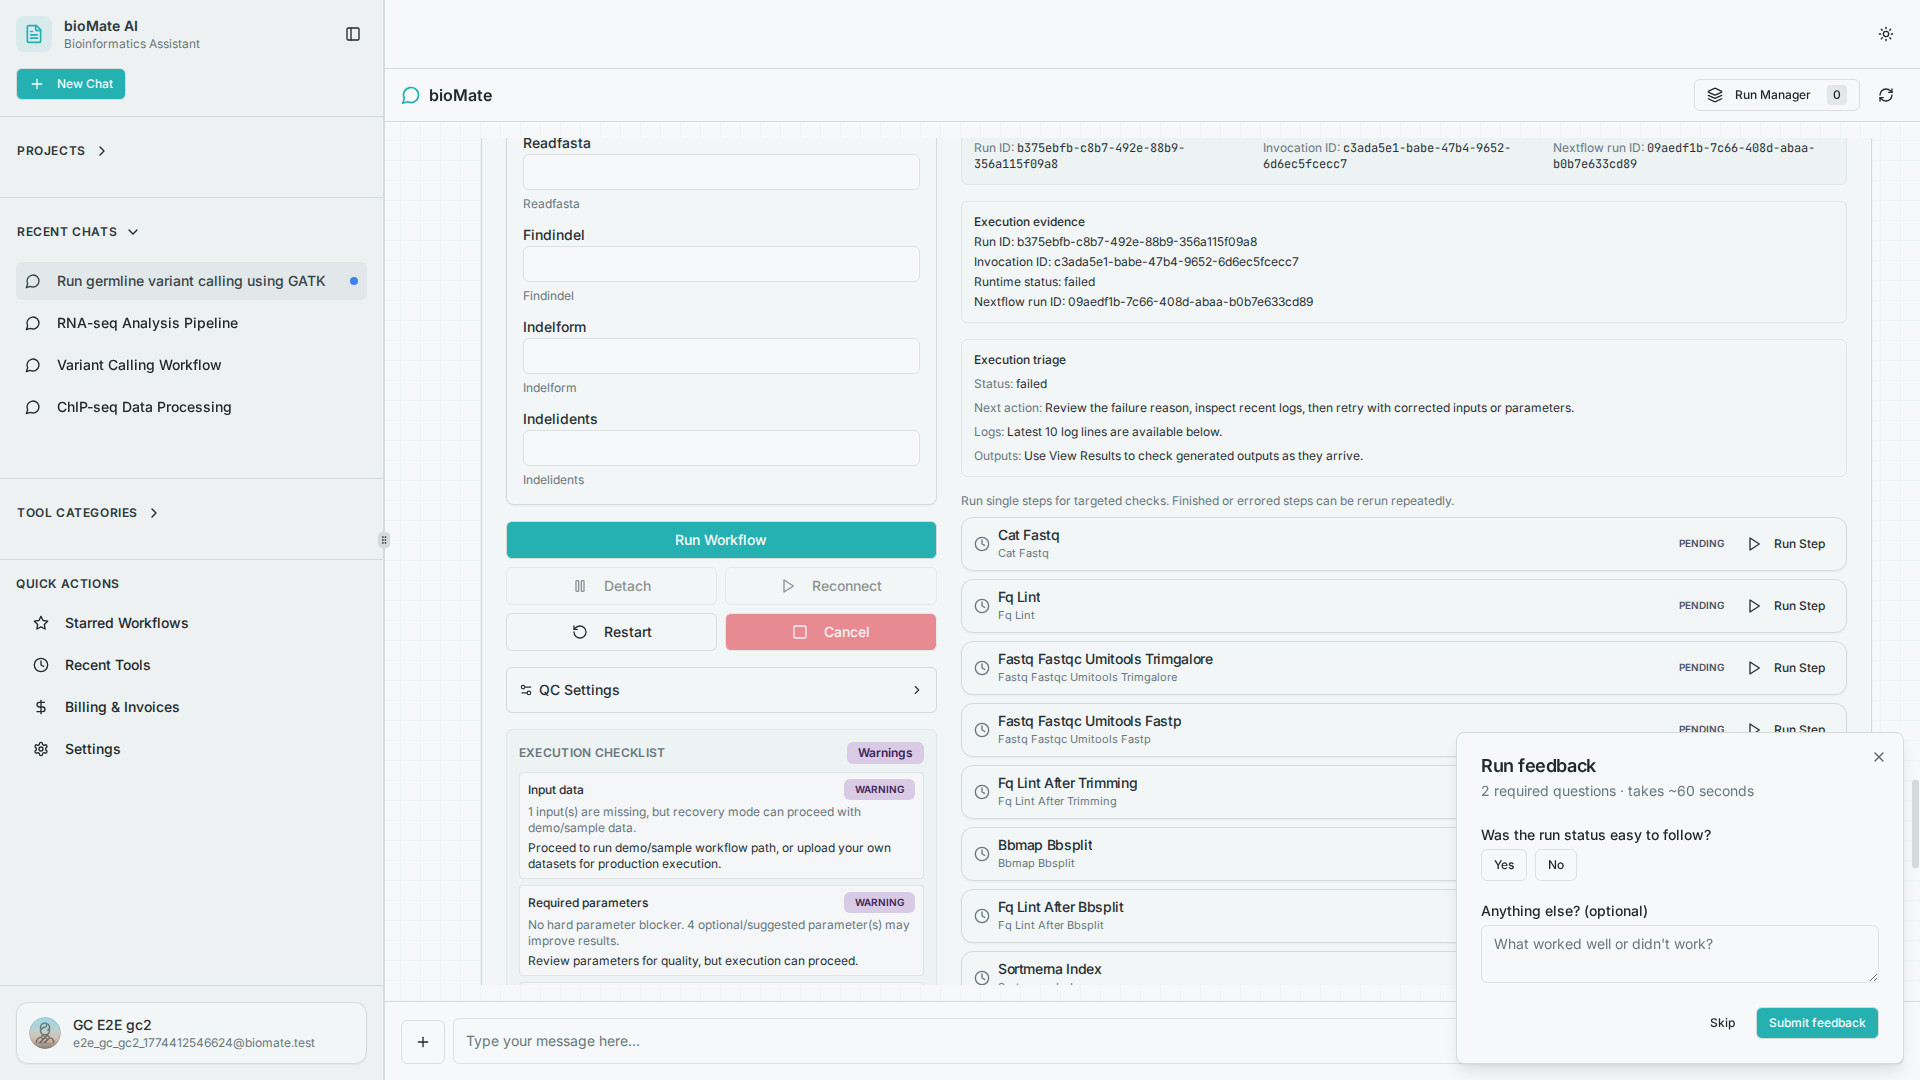 bioMate AI
Bioinformatics Assistant
New Chat
PROJECTS
RECENT CHATS
Run germline variant calling using GATK
RNA-seq Analysis Pipeline
Variant Calling Workflow
ChIP-seq Data Processing
TOOL CATEGORIES
QUICK ACTIONS
Starred Workflows
Recent Tools
Billing & Invoices
Settings
GC E2E gc2
e2e_gc_gc2_1774412546624@biomate.test
bioMate
Run Manager 0
Readfasta
Readfasta
Findindel
Findindel
Indelform
Indelform
Indelidents
Indelidents
Run Workflow
Detach
Reconnect
Restart
Cancel
QC Settings
EXECUTION CHECKLIST
Warnings
Input data
WARNING
1 input(s) are missing, but recovery mode can proceed with
demo/sample data.
Proceed to run demo/sample workflow path, or upload your own
datasets for production execution.
Required parameters
WARNING
No hard parameter blocker. 4 optional/suggested parameter(s) may
improve results.
Review parameters for quality, but execution can proceed.
Run ID: b375ebfb-c8b7-492e-88b9-
356a115f09a8
Invocation ID: c3ada5e1-babe-47b4-9652-
6d6ec5fcecc7
Nextflow run ID: 09aedf1b-7c66-408d-abaa-
b0b7e633cd89
Execution evidence
Run ID: b375ebfb-c8b7-492e-88b9-356a115f09a8
Invocation ID: c3ada5e1-babe-47b4-9652-6d6ec5fcecc7
Runtime status: failed
Nextflow run ID: 09aedf1b-7c66-408d-abaa-b0b7e633cd89
Execution triage
Status: failed
Next action: Review the failure reason, inspect recent logs, then retry with corrected inputs or parameters.
Logs: Latest 10 log lines are available below.
Outputs: Use View Results to check generated outputs as they arrive.
Run single steps for targeted checks. Finished or errored steps can be rerun repeatedly.
Cat Fastq
Cat Fastq
PENDING
Run Step
Fq Lint
Fq Lint
PENDING
Run Step
Fastq Fastqc Umitools Trimgalore
Fastq Fastqc Umitools Trimgalore
PENDING
Run Step
Fastq Fastqc Umitools Fastp
Fastq Fastqc Umitools Fastp
PENDING
Run Step
Fq Lint After Trimming
Fq Lint After Trimming
Bbmap Bbsplit
Bbmap Bbsplit
Fq Lint After Bbsplit
Fq Lint After Bbsplit
Sortmerna Index
Run feedback
2 required questions · takes ~60 seconds
Was the run status easy to follow?
Yes
No
Anything else? (optional)
What worked well or didn't work?
Skip
Submit feedback
Type your message here...